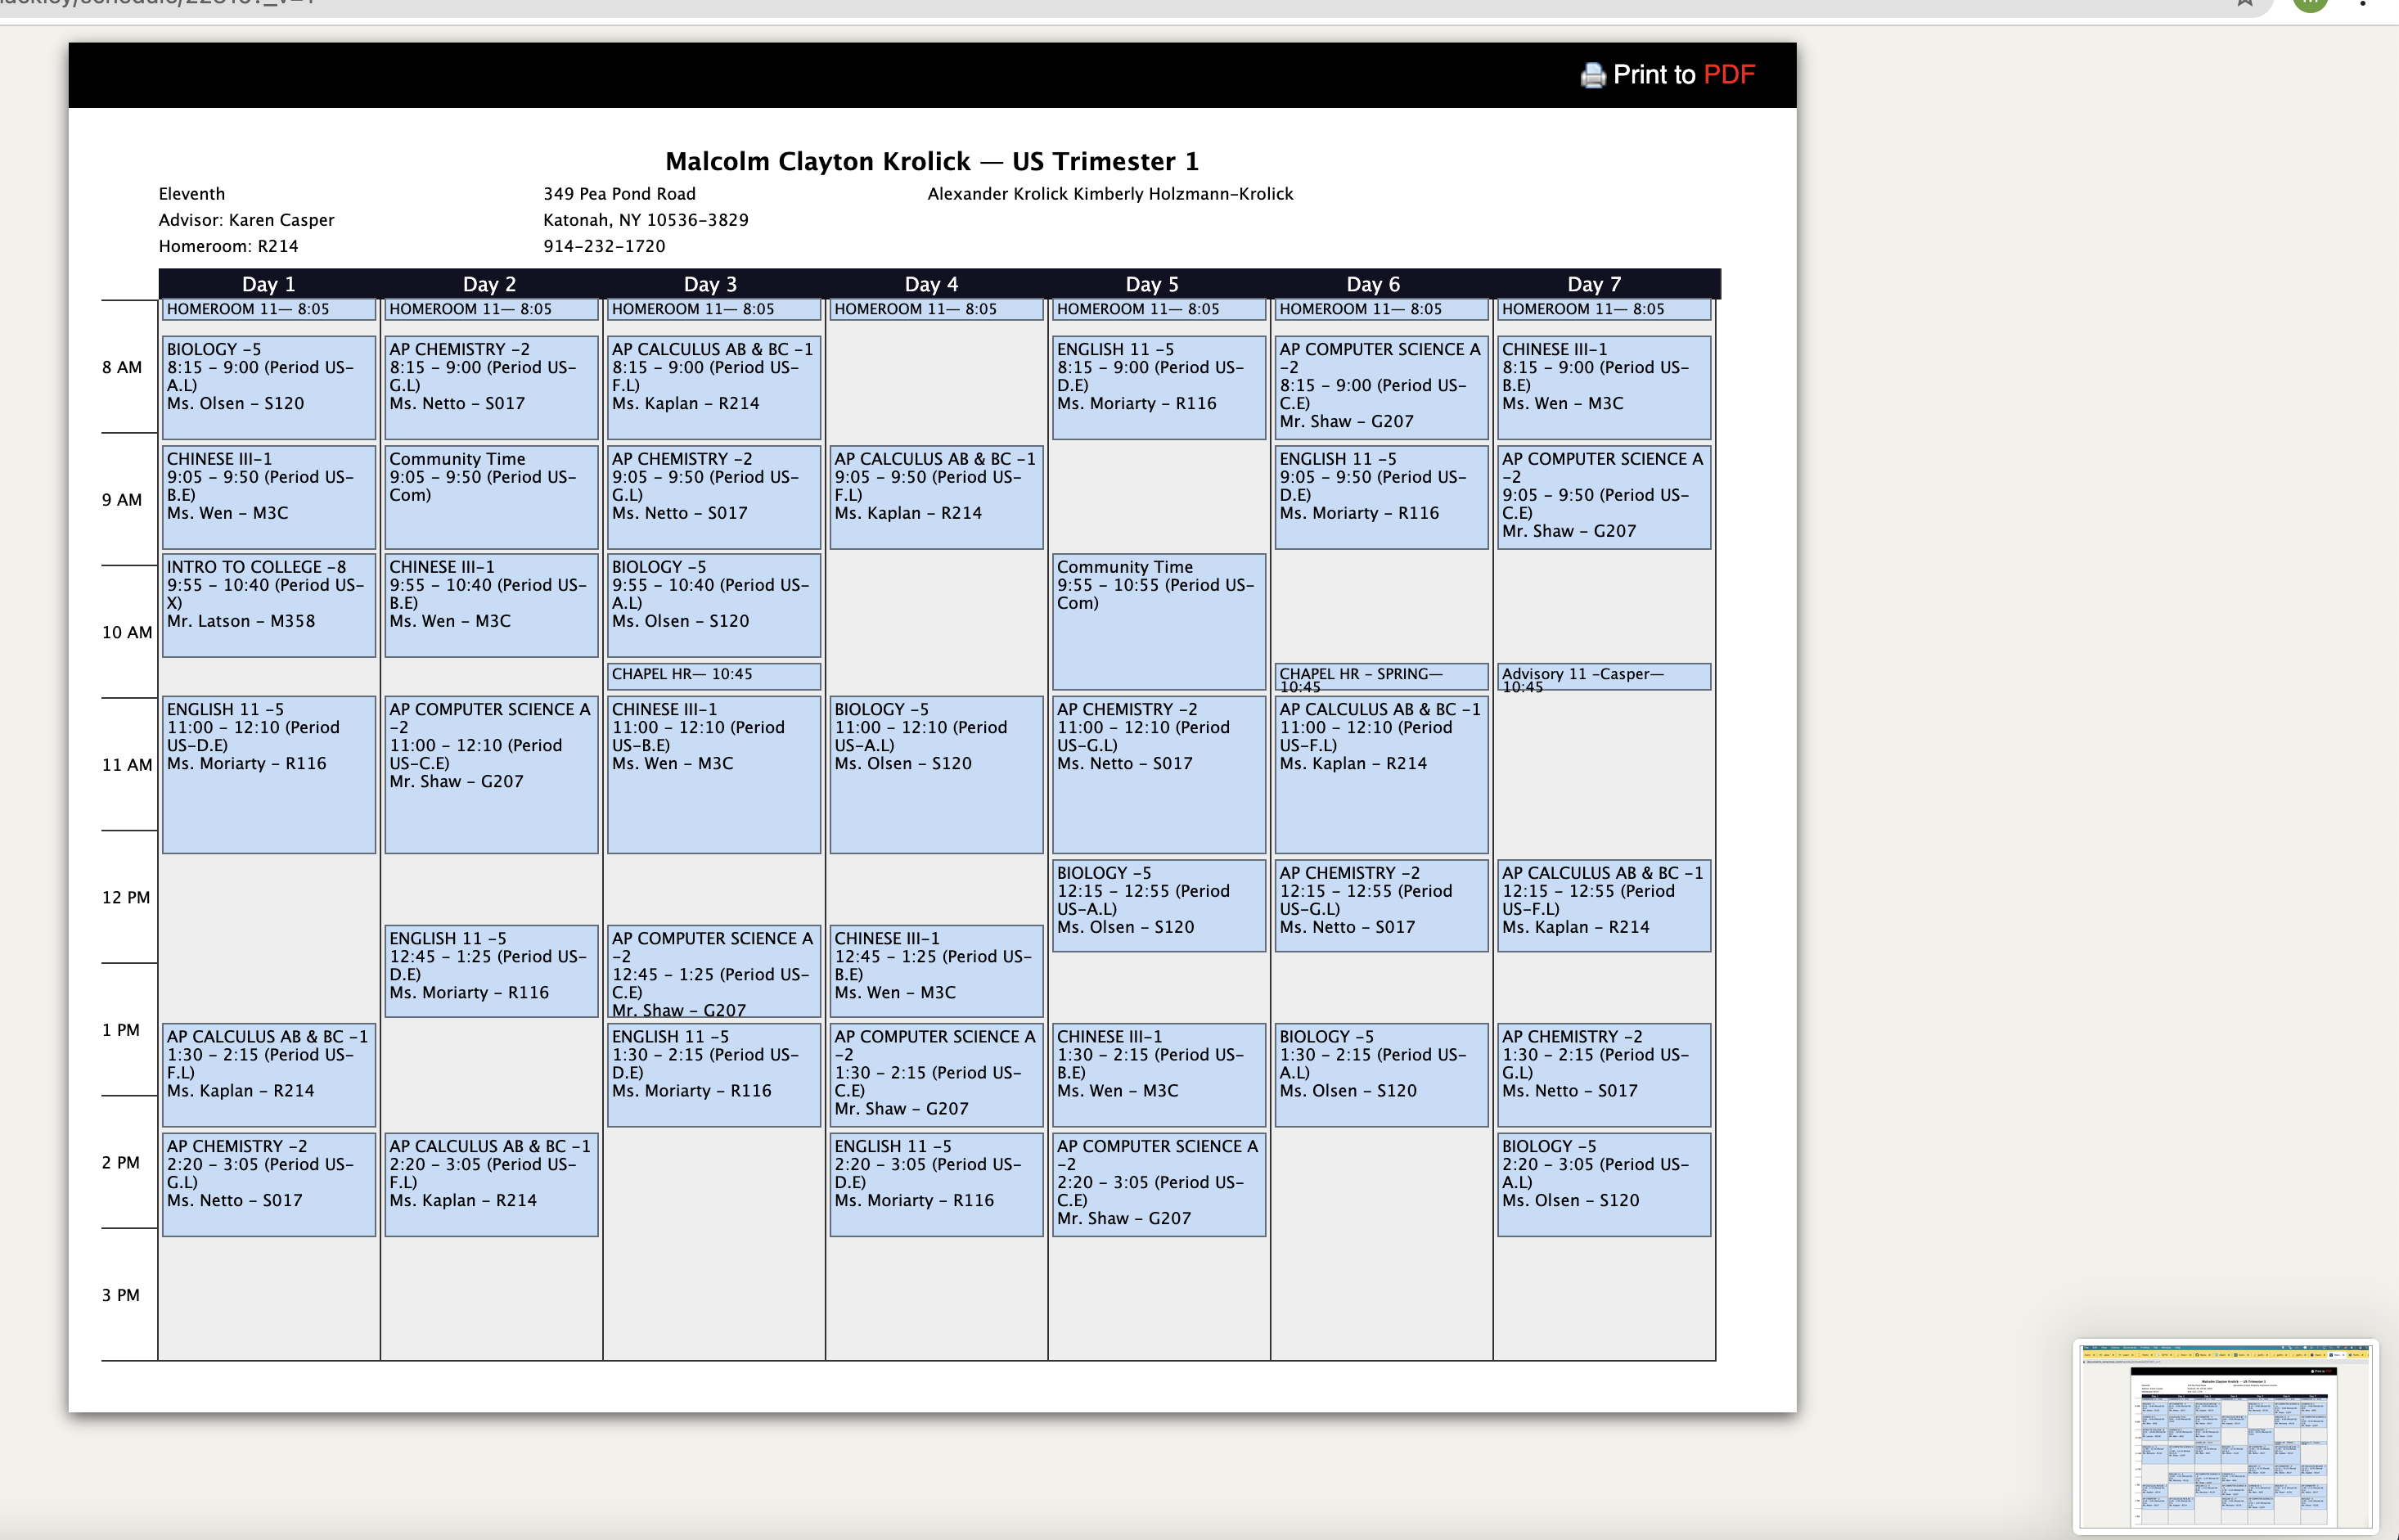 Print to PDF
Malcolm Clayton Krolick — US Trimester 1
Eleventh
Advisor: Karen Casper
Homeroom: R214
349 Pea Pond Road
Katonah, NY 10536-3829
914-232-1720
Alexander Krolick Kimberly Holzmann-Krolick
Day 1
Day 2
Day 3
Day 4
Day 5
Day 6
Day 7
8 AM
9 AM
10 AM
11 AM
12 PM
1 PM
2 PM
3 PM
HOMEROOM 11— 8:05
BIOLOGY -5
8:15 - 9:00 (Period US-
A.L)
Ms. Olsen - S120
CHINESE III-1
9:05 - 9:50 (Period US-
B.E)
Ms. Wen - M3C
INTRO TO COLLEGE -8
9:55 - 10:40 (Period US-
X)
Mr. Latson - M358
ENGLISH 11 -5
11:00 - 12:10 (Period
US-D.E)
Ms. Moriarty - R116
AP CALCULUS AB & BC -1
1:30 - 2:15 (Period US-
F.L)
Ms. Kaplan - R214
AP CHEMISTRY -2
2:20 - 3:05 (Period US-
G.L)
Ms. Netto - S017
HOMEROOM 11— 8:05
AP CHEMISTRY -2
8:15 - 9:00 (Period US-
G.L)
Ms. Netto - S017
Community Time
9:05 - 9:50 (Period US-
Com)
CHINESE III-1
9:55 - 10:40 (Period US-
B.E)
Ms. Wen - M3C
AP COMPUTER SCIENCE A
-2
11:00 - 12:10 (Period
US-C.E)
Mr. Shaw - G207
ENGLISH 11 -5
12:45 - 1:25 (Period US-
D.E)
Ms. Moriarty - R116
AP CALCULUS AB & BC -1
2:20 - 3:05 (Period US-
F.L)
Ms. Kaplan - R214
HOMEROOM 11— 8:05
AP CALCULUS AB & BC -1
8:15 - 9:00 (Period US-
F.L)
Ms. Kaplan - R214
AP CHEMISTRY -2
9:05 - 9:50 (Period US-
G.L)
Ms. Netto - S017
BIOLOGY -5
9:55 - 10:40 (Period US-
A.L)
Ms. Olsen - S120
CHAPEL HR— 10:45
CHINESE III-1
11:00 - 12:10 (Period
US-B.E)
Ms. Wen - M3C
AP COMPUTER SCIENCE A
-2
12:45 - 1:25 (Period US-
C.E)
Mr. Shaw - G207
ENGLISH 11 -5
1:30 - 2:15 (Period US-
D.E)
Ms. Moriarty - R116
HOMEROOM 11— 8:05
AP CALCULUS AB & BC -1
9:05 - 9:50 (Period US-
F.L)
Ms. Kaplan - R214
BIOLOGY -5
11:00 - 12:10 (Period
US-A.L)
Ms. Olsen - S120
CHINESE III-1
12:45 - 1:25 (Period US-
B.E)
Ms. Wen - M3C
AP COMPUTER SCIENCE A
-2
1:30 - 2:15 (Period US-
C.E)
Mr. Shaw - G207
ENGLISH 11 -5
2:20 - 3:05 (Period US-
D.E)
Ms. Moriarty - R116
HOMEROOM 11— 8:05
ENGLISH 11 -5
8:15 - 9:00 (Period US-
D.E)
Ms. Moriarty - R116
Community Time
9:55 - 10:55 (Period US-
Com)
AP CHEMISTRY -2
11:00 - 12:10 (Period
US-G.L)
Ms. Netto - S017
BIOLOGY -5
12:15 - 12:55 (Period
US-A.L)
Ms. Olsen - S120
CHINESE III-1
1:30 - 2:15 (Period US-
B.E)
Ms. Wen - M3C
AP COMPUTER SCIENCE A
-2
2:20 - 3:05 (Period US-
C.E)
Mr. Shaw - G207
HOMEROOM 11— 8:05
AP COMPUTER SCIENCE A
-2
8:15 - 9:00 (Period US-
C.E)
Mr. Shaw - G207
ENGLISH 11 -5
9:05 - 9:50 (Period US-
D.E)
Ms. Moriarty - R116
CHAPEL HR - SPRING—
10:45
AP CALCULUS AB & BC -1
11:00 - 12:10 (Period
US-F.L)
Ms. Kaplan - R214
AP CHEMISTRY -2
12:15 - 12:55 (Period
US-G.L)
Ms. Netto - S017
BIOLOGY -5
1:30 - 2:15 (Period US-
A.L)
Ms. Olsen - S120
HOMEROOM 11— 8:05
CHINESE III-1
8:15 - 9:00 (Period US-
B.E)
Ms. Wen - M3C
AP COMPUTER SCIENCE A
-2
9:05 - 9:50 (Period US-
C.E)
Mr. Shaw - G207
Advisory 11 -Casper—
10:45
AP CALCULUS AB & BC -1
12:15 - 12:55 (Period
US-F.L)
Ms. Kaplan - R214
AP CHEMISTRY -2
1:30 - 2:15 (Period US-
G.L)
Ms. Netto - S017
BIOLOGY -5
2:20 - 3:05 (Period US-
A.L)
Ms. Olsen - S120